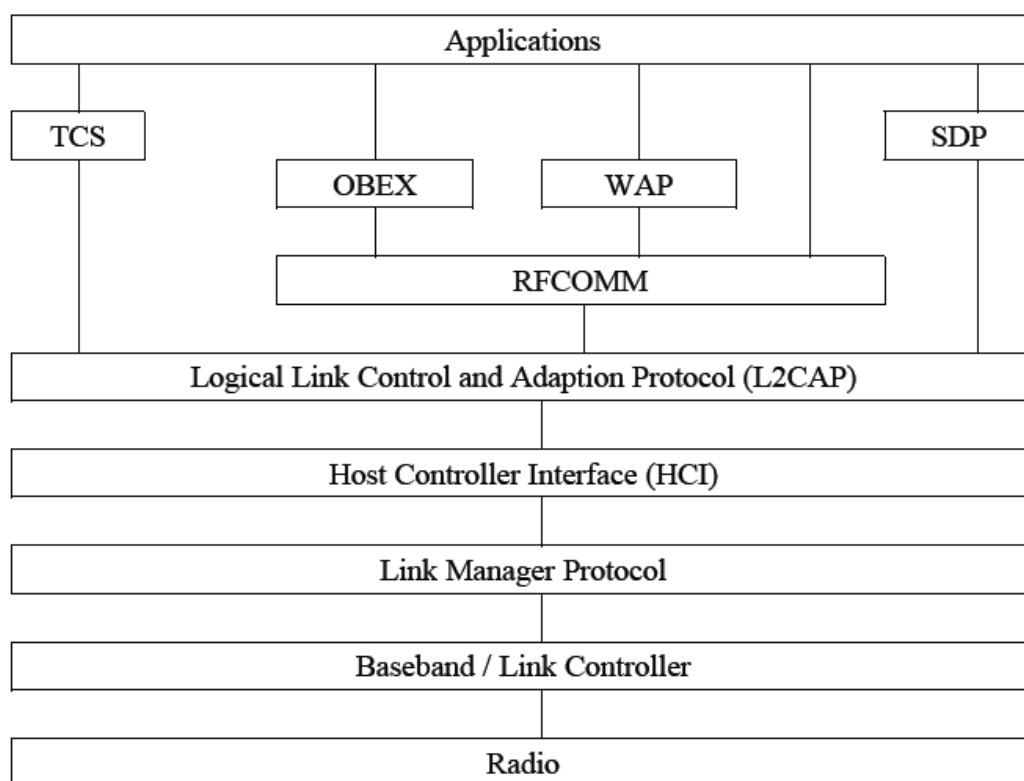 Applications
TCS
SDP
OBEX
WAP
RFCOMM
Logical Link Control and Adaption Protocol (L2CAP)
Host Controller Interface (HCI)
Link Manager Protocol
Baseband / Link Controller
Radio